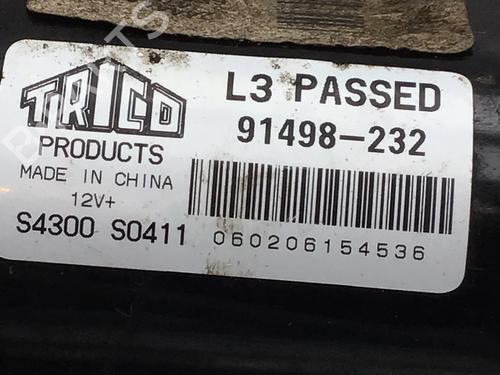 TRICO
PRODUCTS
MADE IN CHINA
12V+
S4300 S0411
L3 PASSED
91498-232
060206154536